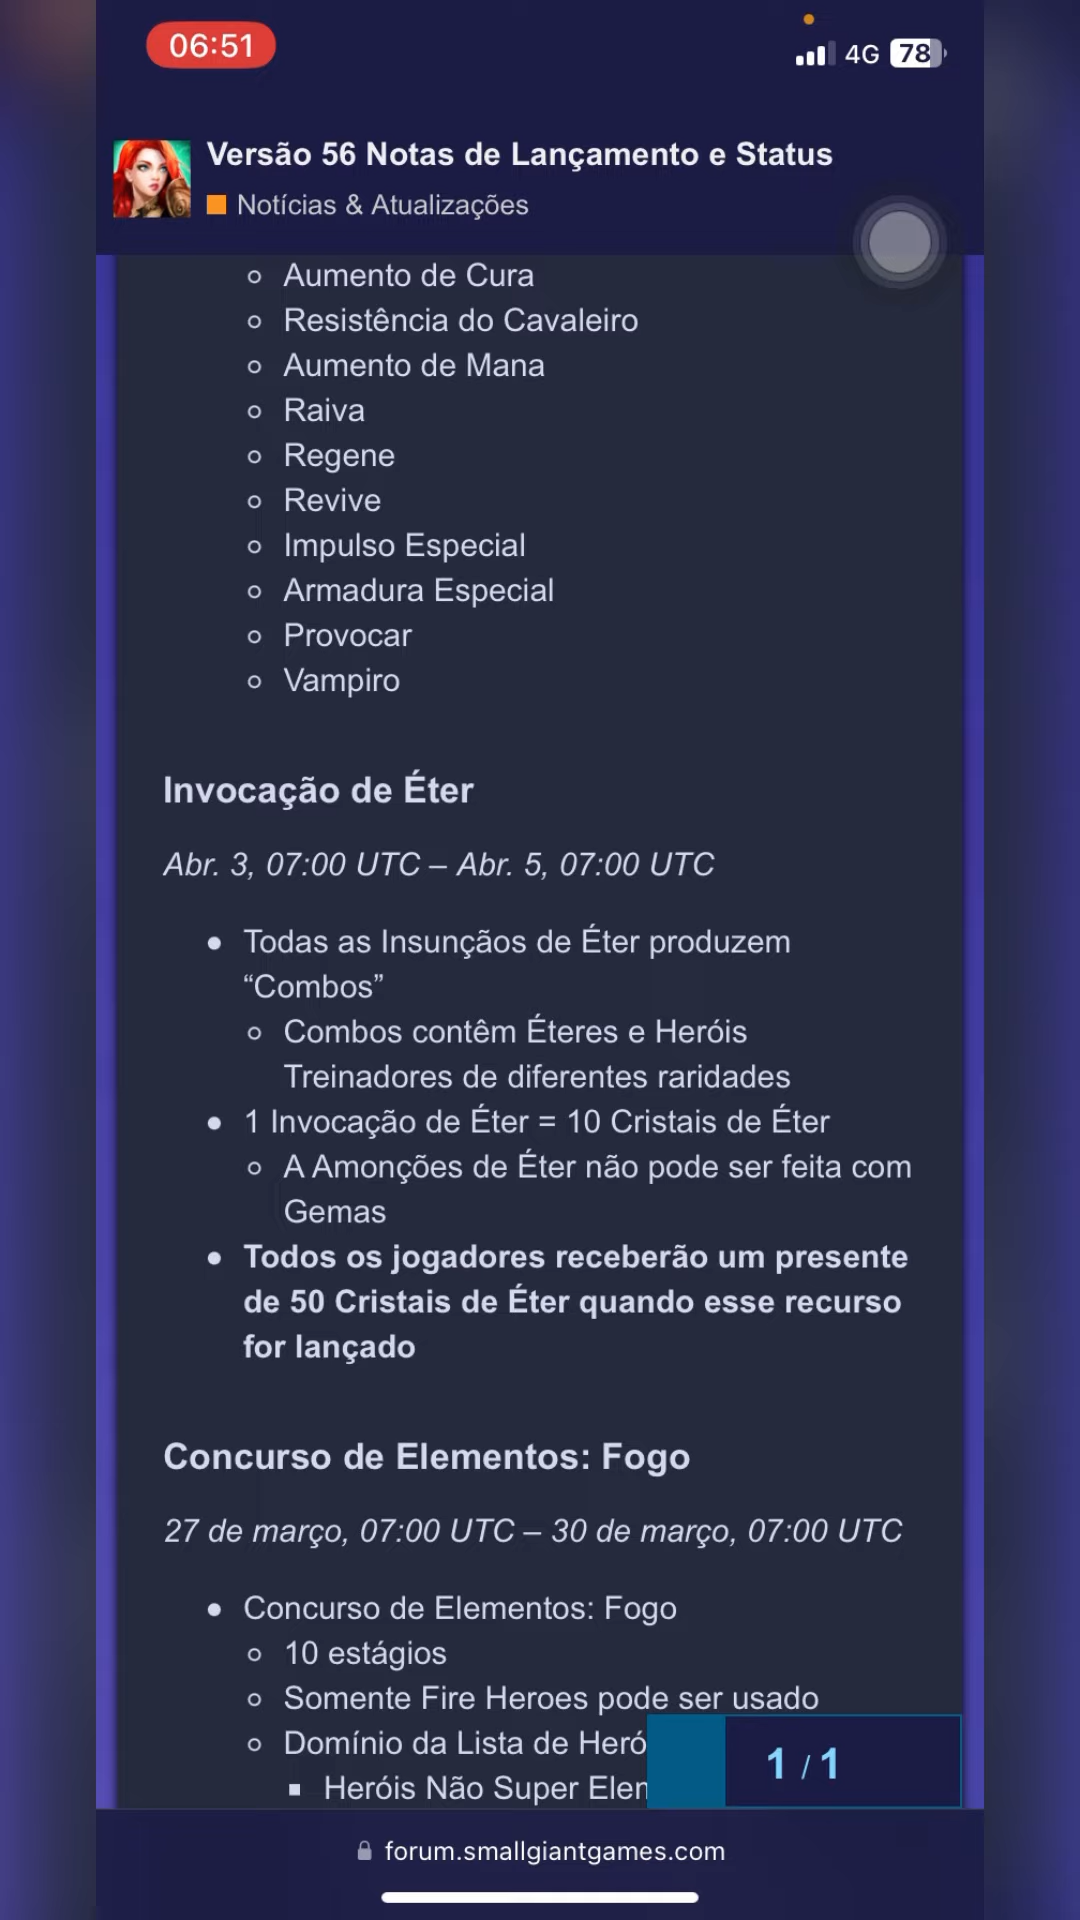 06:51
4G 78
Versão 56 Notas de Lançamento e Status
Notícias & Atualizações
Aumento de Cura
Resistência do Cavaleiro
Aumento de Mana
Raiva
Regene
Revive
Impulso Especial
Armadura Especial
Provocar
Vampiro
Invocação de Éter
Abr. 3, 07:00 UTC – Abr. 5, 07:00 UTC
Todas as Insunçãos de Éter produzem
“Combos”
Combos contêm Éteres e Heróis
Treinadores de diferentes raridades
1 Invocação de Éter = 10 Cristais de Éter
A Amonções de Éter não pode ser feita com
Gemas
Todos os jogadores receberão um presente
de 50 Cristais de Éter quando esse recurso
for lançado
Concurso de Elementos: Fogo
27 de março, 07:00 UTC – 30 de março, 07:00 UTC
Concurso de Elementos: Fogo
10 estágios
Somente Fire Heroes pode ser usado
Domínio da Lista de Heró
Heróis Não Super Elem
1 / 1
forum.smallgiantgames.com